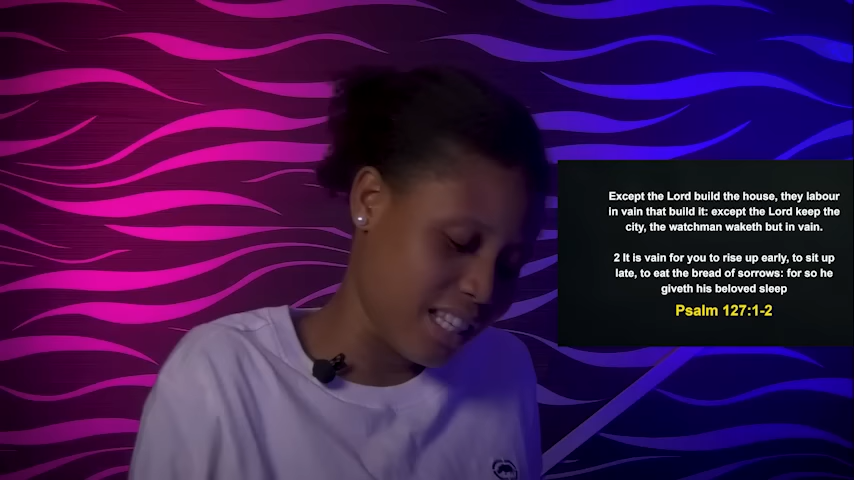 Except the Lord build the house, they labour
in vain that build it: except the Lord keep the
city, the watchman waketh but in vain.
2 It is vain for you to rise up early, to sit up
late, to eat the bread of sorrows: for so he
giveth his beloved sleep
Psalm 127:1-2